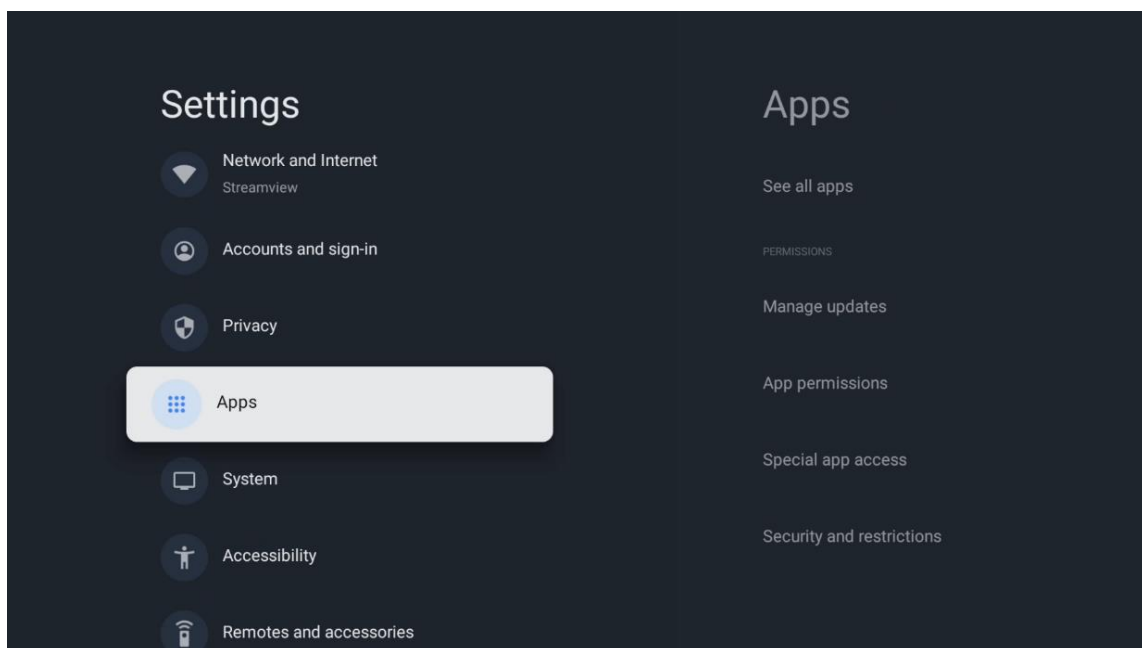 Settings
Network and Internet
Streamview
Accounts and sign-in
Privacy
Apps
System
Accessibility
Remotes and accessories
Apps
See all apps
PERMISSIONS
Manage updates
App permissions
Special app access
Security and restrictions